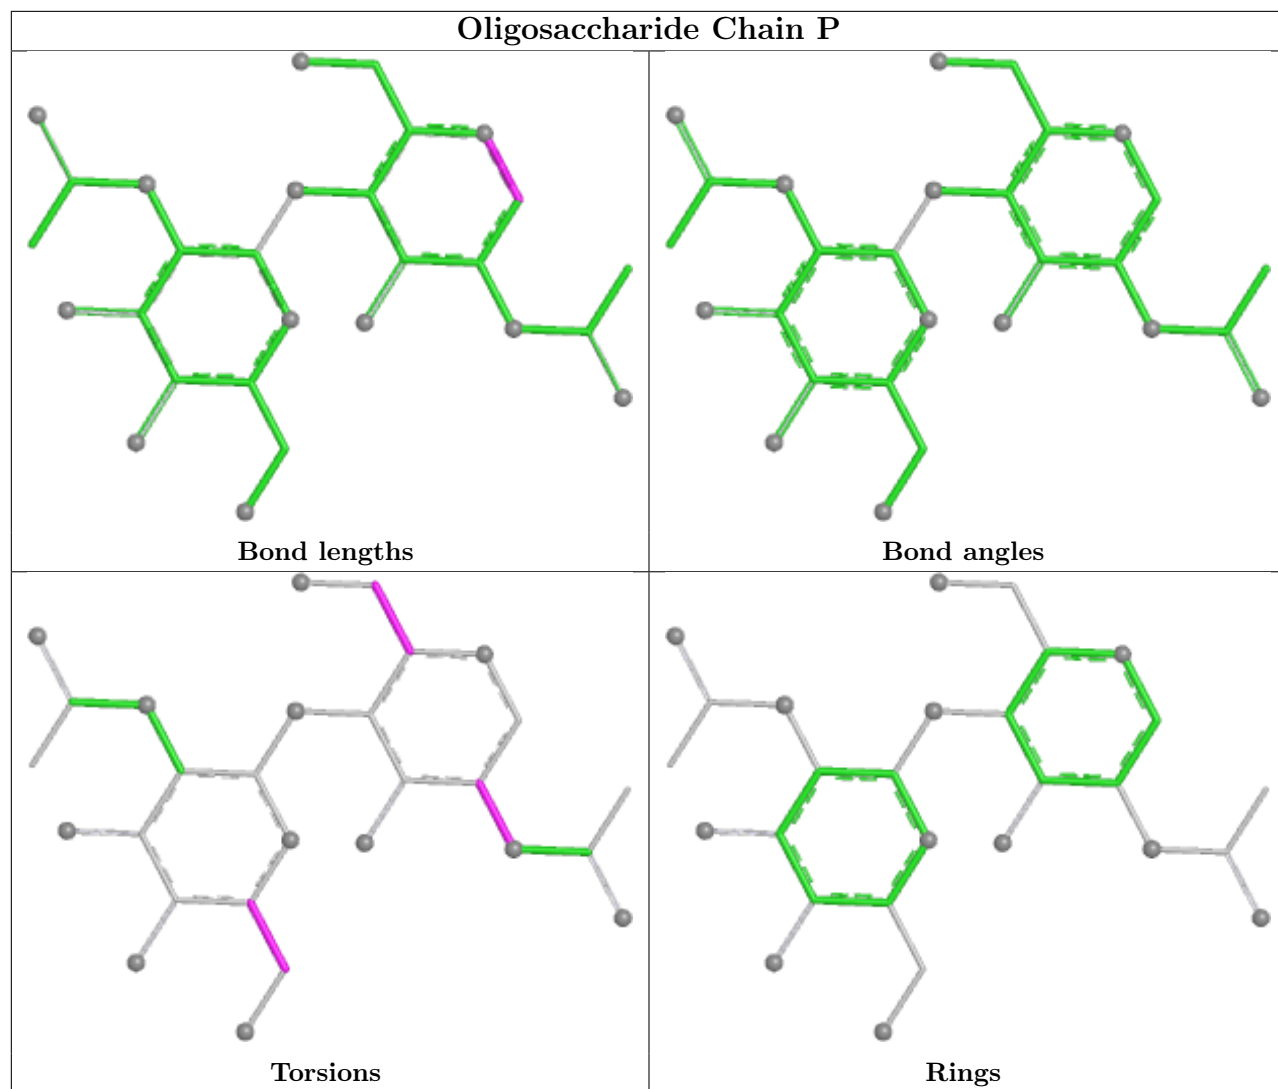 Oligosaccharide Chain P
Bond lengths
Bond angles
Torsions
Rings